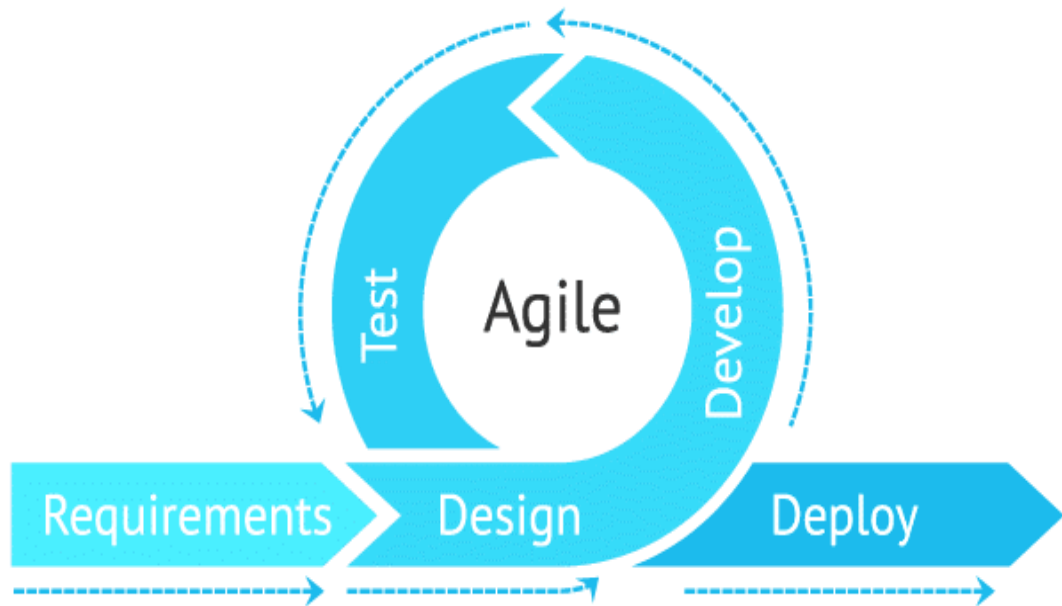 Agile
Test
Develop
Requirements
Design
Deploy